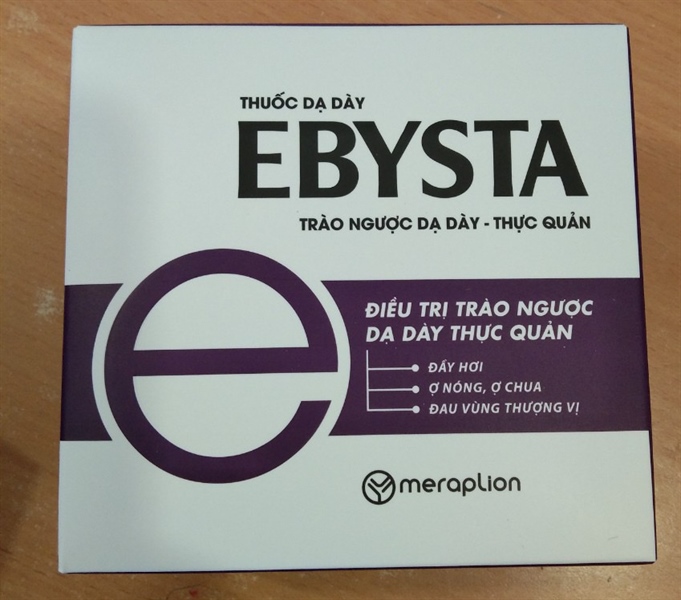 THUỐC DẠ DÀY
EBYSTA
TRÀO NGƯỢC DẠ DÀY - THỰC QUẢN
ĐIỀU TRỊ TRÀO NGƯỢC
DẠ DÀY THỰC QUẢN
ĐẦY HƠI
Ợ NÓNG, Ợ CHUA
ĐAU VÙNG THƯỢNG VỊ
meraplion